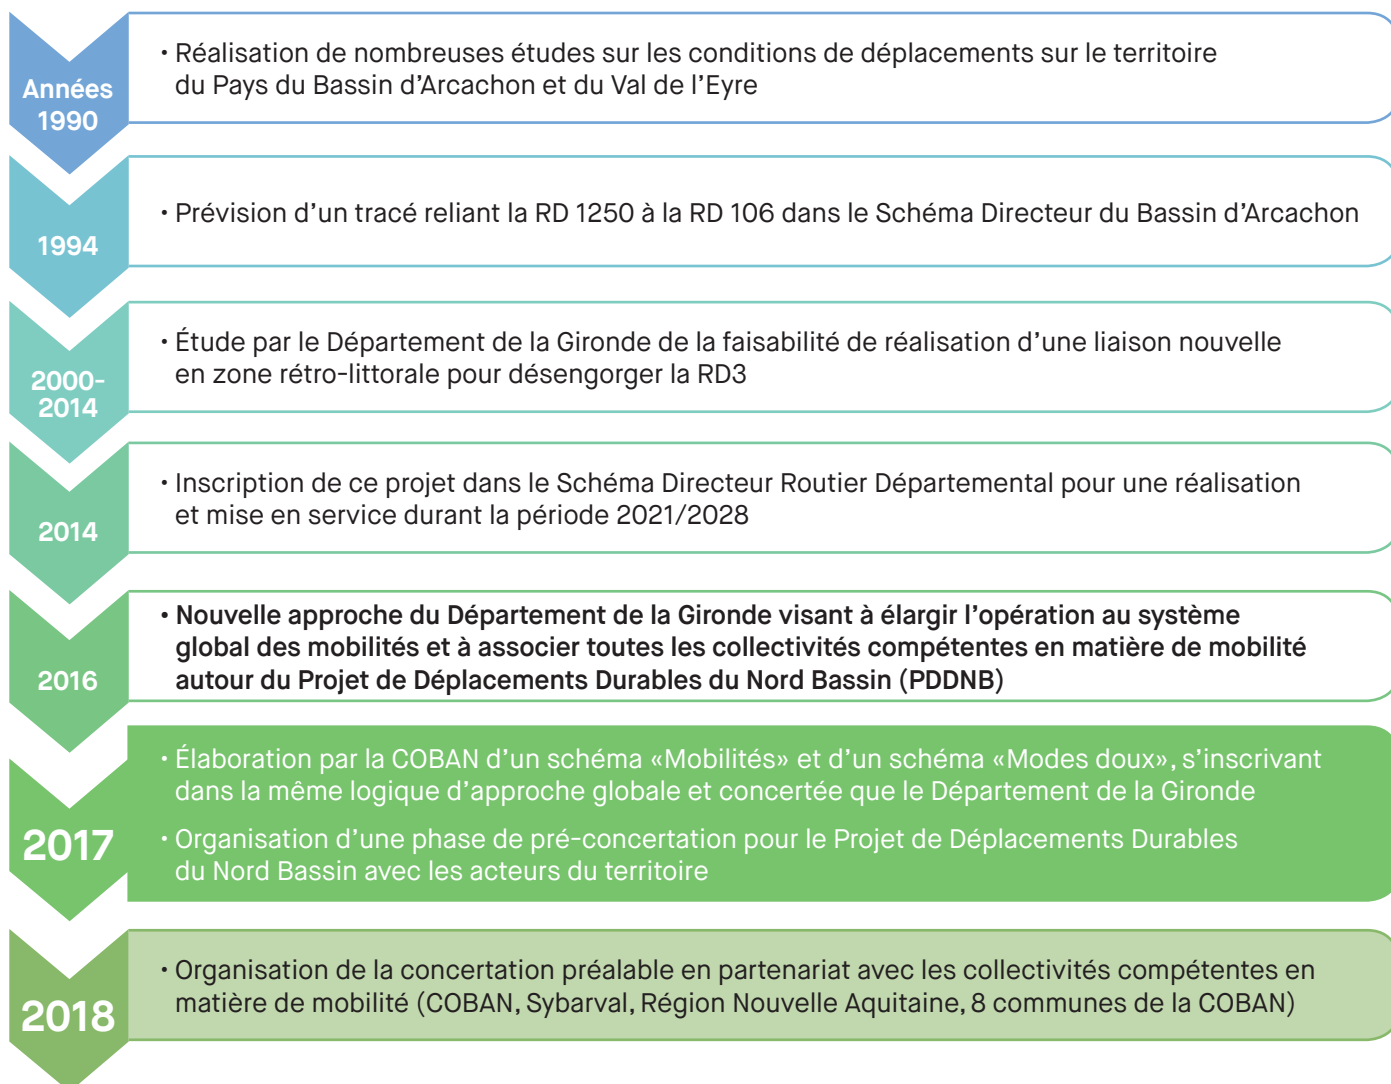 Années
1990
• Réalisation de nombreuses études sur les conditions de déplacements sur le territoire
du Pays du Bassin d’Arcachon et du Val de l’Eyre
1994
• Prévision d’un tracé reliant la RD 1250 à la RD 106 dans le Schéma Directeur du Bassin d’Arcachon
2000-
2014
• Étude par le Département de la Gironde de la faisabilité de réalisation d’une liaison nouvelle
en zone rétro-littorale pour désengorger la RD3
2014
• Inscription de ce projet dans le Schéma Directeur Routier Départemental pour une réalisation
et mise en service durant la période 2021/2028
2016
• Nouvelle approche du Département de la Gironde visant à élargir l’opération au système
global des mobilités et à associer toutes les collectivités compétentes en matière de mobilité
autour du Projet de Déplacements Durables du Nord Bassin (PDDNB)
2017
• Élaboration par la COBAN d’un schéma «Mobilités» et d’un schéma «Modes doux», s’inscrivant
dans la même logique d’approche globale et concertée que le Département de la Gironde
• Organisation d’une phase de pré-concertation pour le Projet de Déplacements Durables
du Nord Bassin avec les acteurs du territoire
2018
• Organisation de la concertation préalable en partenariat avec les collectivités compétentes en
matière de mobilité (COBAN, Sybarval, Région Nouvelle Aquitaine, 8 communes de la COBAN)